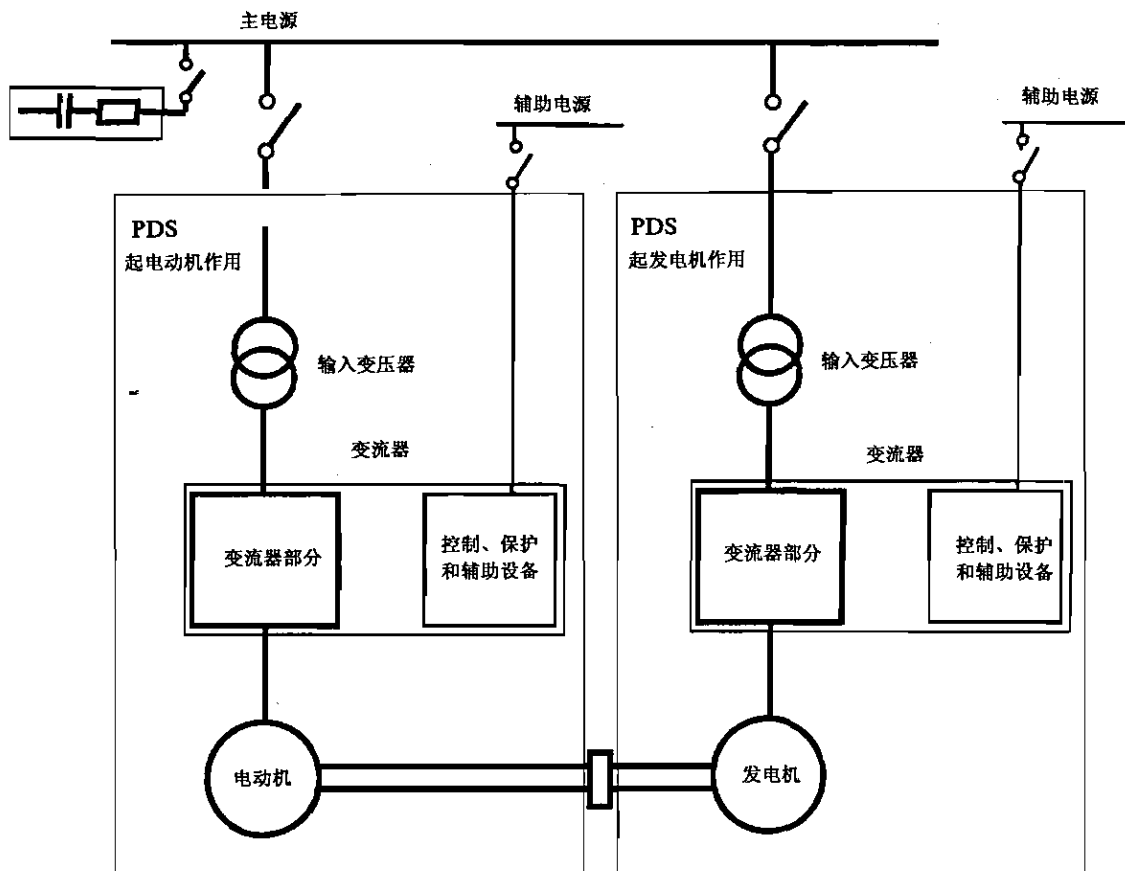 主电源
辅助电源
辅助电源
PDS
起电动机作用
PDS
起发电机作用
输入变压器
输入变压器
变流器
变流器
变流器部分
控制、保护
和辅助设备
变流器部分
控制、保护
和辅助设备
电动机
发电机